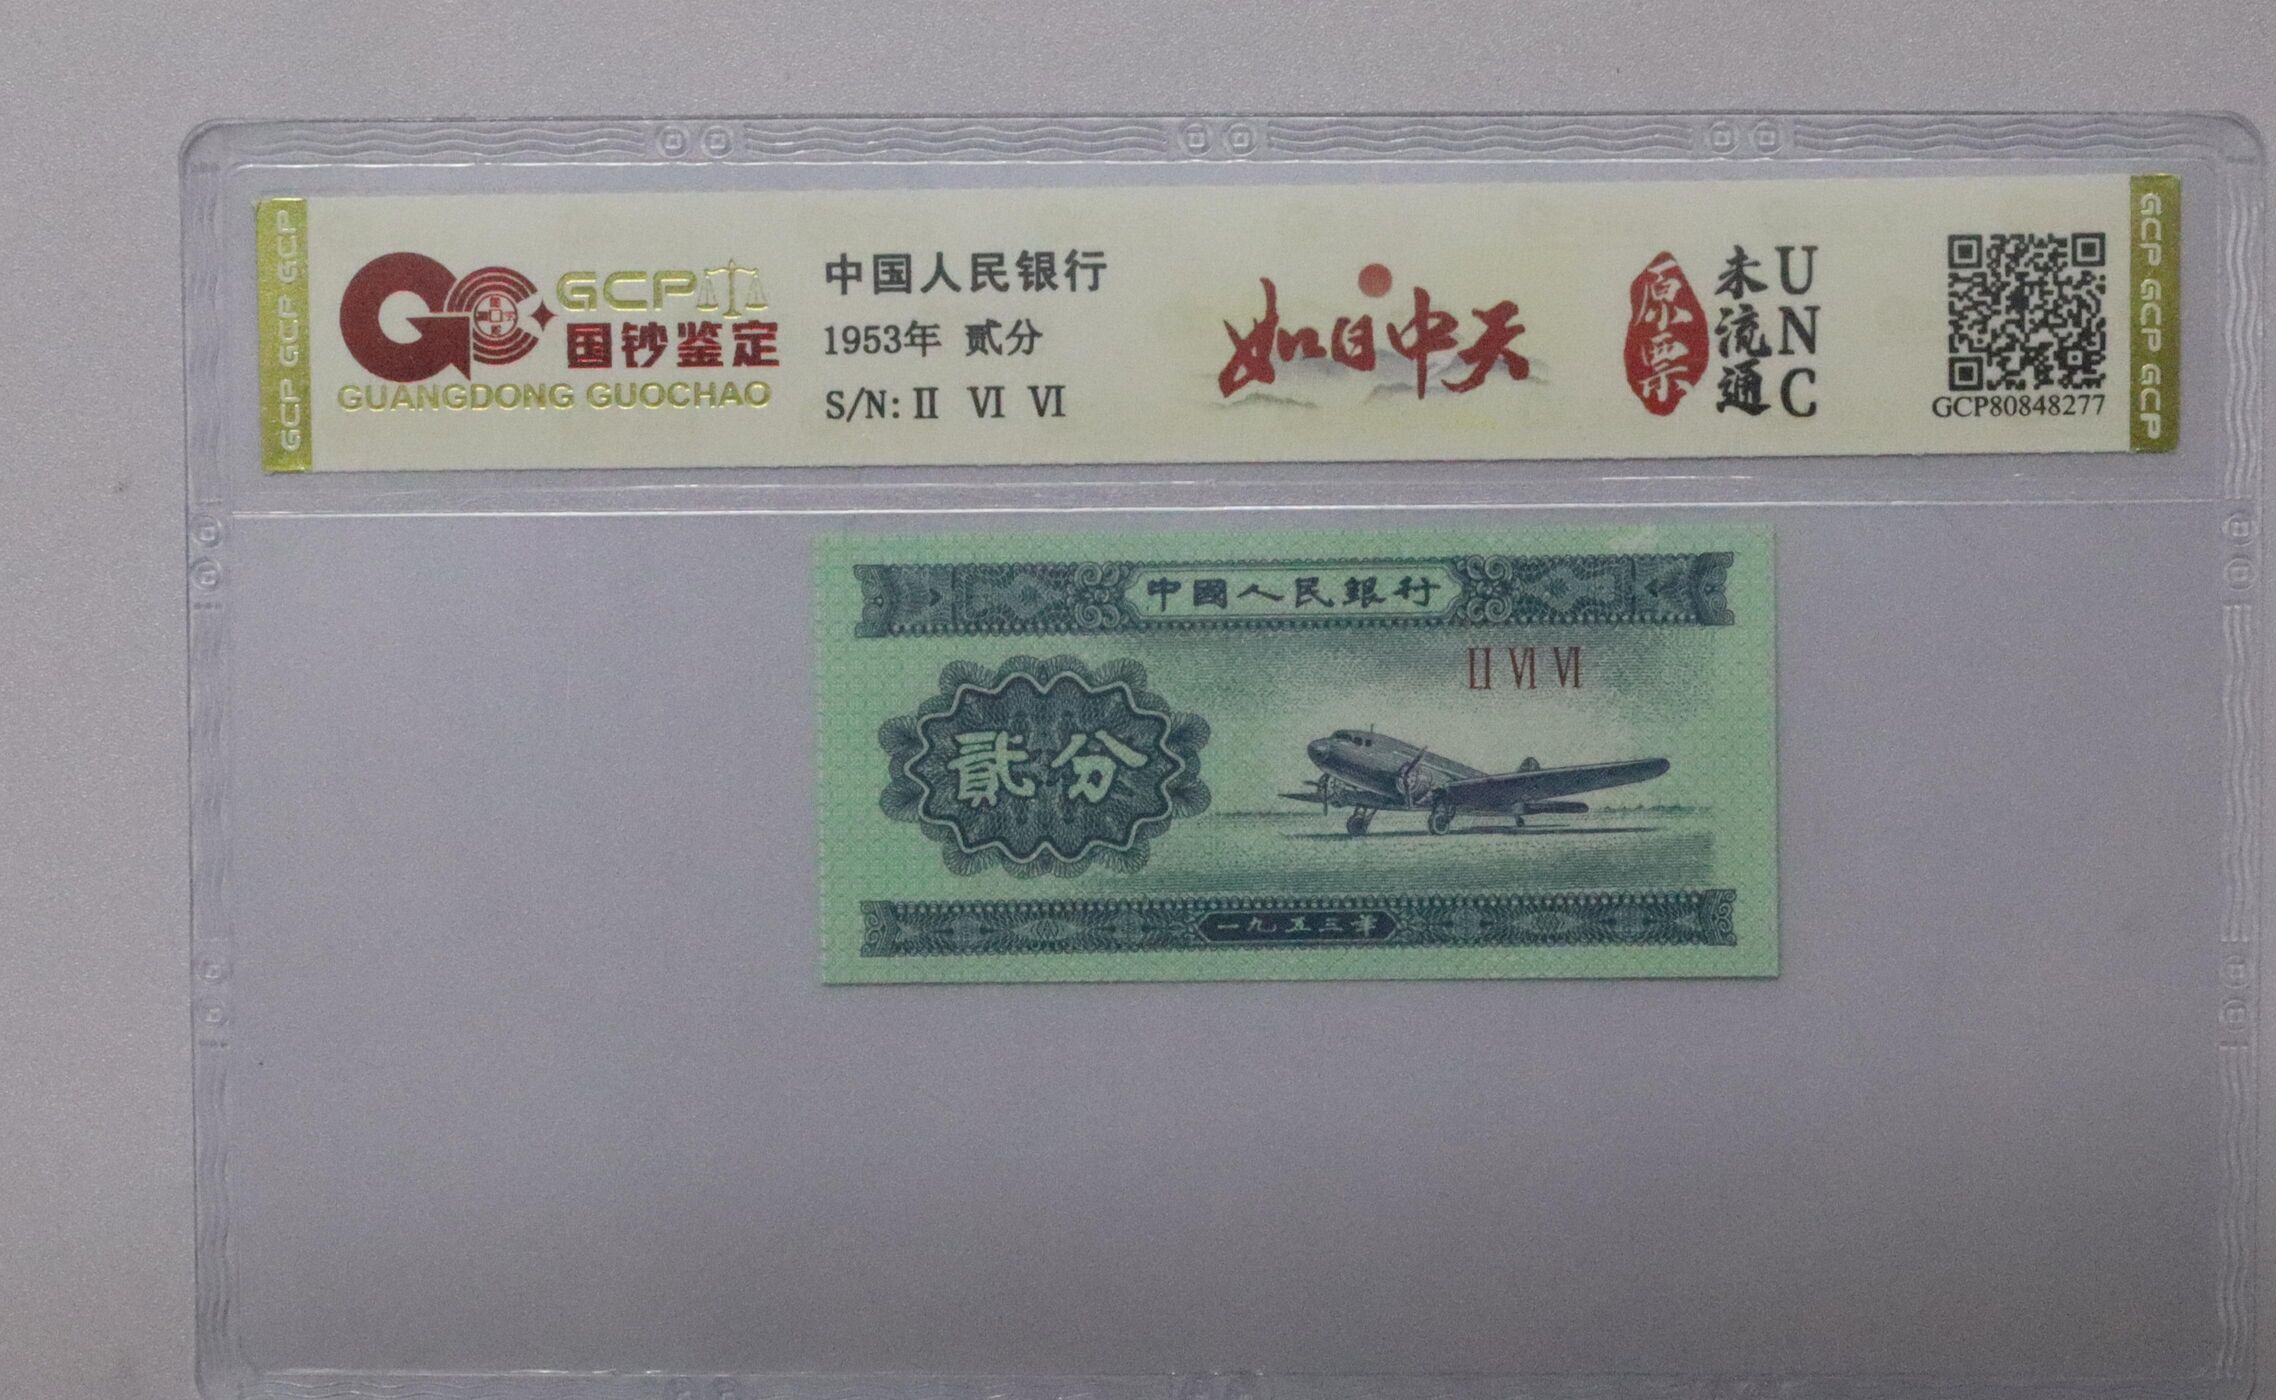 GCP GCP GCP
GCP
国钞鉴定
GUANGDONG GUOCHAO
中国人民银行
1953年 贰分
S/N: II VI VI
如日中天
原票
未流通
UNC
GCP80848277
GCP GCP GCP
中國人民銀行
II VI VI
貳分
一九五三年